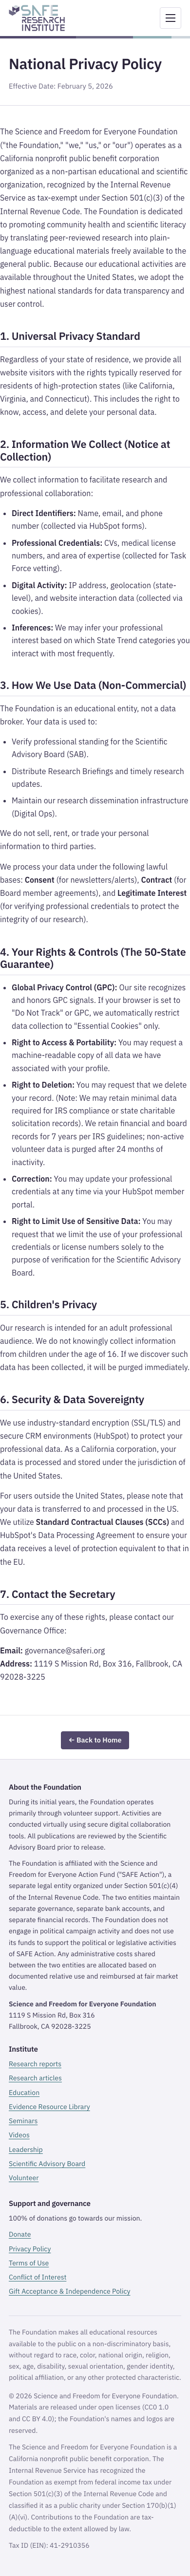 SAFE
RESEARCH
INSTITUTE
National Privacy Policy
Effective Date: February 5, 2026
The Science and Freedom for Everyone Foundation
("the Foundation," "we," "us," or "our") operates as a
California nonprofit public benefit corporation
organized as a non-partisan educational and scientific
organization, recognized by the Internal Revenue
Service as tax-exempt under Section 501(c)(3) of the
Internal Revenue Code. The Foundation is dedicated
to promoting community health and scientific literacy
by translating peer-reviewed research into plain-
language educational materials freely available to the
general public. Because our educational activities are
available throughout the United States, we adopt the
highest national standards for data transparency and
user control.
1. Universal Privacy Standard
Regardless of your state of residence, we provide all
website visitors with the rights typically reserved for
residents of high-protection states (like California,
Virginia, and Connecticut). This includes the right to
know, access, and delete your personal data.
2. Information We Collect (Notice at
Collection)
We collect information to facilitate research and
professional collaboration:
• Direct Identifiers: Name, email, and phone
number (collected via HubSpot forms).
• Professional Credentials: CVs, medical license
numbers, and area of expertise (collected for Task
Force vetting).
• Digital Activity: IP address, geolocation (state-
level), and website interaction data (collected via
cookies).
• Inferences: We may infer your professional
interest based on which State Trend categories you
interact with most frequently.
3. How We Use Data (Non-Commercial)
The Foundation is an educational entity, not a data
broker. Your data is used to:
• Verify professional standing for the Scientific
Advisory Board (SAB).
• Distribute Research Briefings and timely research
updates.
• Maintain our research dissemination infrastructure
(Digital Ops).
We do not sell, rent, or trade your personal
information to third parties.
We process your data under the following lawful
bases: Consent (for newsletters/alerts), Contract (for
Board member agreements), and Legitimate Interest
(for verifying professional credentials to protect the
integrity of our research).
4. Your Rights & Controls (The 50-State
Guarantee)
• Global Privacy Control (GPC): Our site recognizes
and honors GPC signals. If your browser is set to
"Do Not Track" or GPC, we automatically restrict
data collection to "Essential Cookies" only.
• Right to Access & Portability: You may request a
machine-readable copy of all data we have
associated with your profile.
• Right to Deletion: You may request that we delete
your record. (Note: We may retain minimal data
required for IRS compliance or state charitable
solicitation records). We retain financial and board
records for 7 years per IRS guidelines; non-active
volunteer data is purged after 24 months of
inactivity.
• Correction: You may update your professional
credentials at any time via your HubSpot member
portal.
• Right to Limit Use of Sensitive Data: You may
request that we limit the use of your professional
credentials or license numbers solely to the
purpose of verification for the Scientific Advisory
Board.
5. Children's Privacy
Our research is intended for an adult professional
audience. We do not knowingly collect information
from children under the age of 16. If we discover such
data has been collected, it will be purged immediately.
6. Security & Data Sovereignty
We use industry-standard encryption (SSL/TLS) and
secure CRM environments (HubSpot) to protect your
professional data. As a California corporation, your
data is processed and stored under the jurisdiction of
the United States.
For users outside the United States, please note that
your data is transferred to and processed in the US.
We utilize Standard Contractual Clauses (SCCs) and
HubSpot's Data Processing Agreement to ensure your
data receives a level of protection equivalent to that in
the EU.
7. Contact the Secretary
To exercise any of these rights, please contact our
Governance Office:
Email: governance@saferi.org
Address: 1119 S Mission Rd, Box 316, Fallbrook, CA
92028-3225
← Back to Home
About the Foundation
During its initial years, the Foundation operates
primarily through volunteer support. Activities are
conducted virtually using secure digital collaboration
tools. All publications are reviewed by the Scientific
Advisory Board prior to release.
The Foundation is affiliated with the Science and
Freedom for Everyone Action Fund ("SAFE Action"), a
separate legal entity organized under Section 501(c)(4)
of the Internal Revenue Code. The two entities maintain
separate governance, separate bank accounts, and
separate financial records. The Foundation does not
engage in political campaign activity and does not use
its funds to support the political or legislative activities
of SAFE Action. Any administrative costs shared
between the two entities are allocated based on
documented relative use and reimbursed at fair market
value.
Science and Freedom for Everyone Foundation
1119 S Mission Rd, Box 316
Fallbrook, CA 92028-3225
Institute
Research reports
Research articles
Education
Evidence Resource Library
Seminars
Videos
Leadership
Scientific Advisory Board
Volunteer
Support and governance
100% of donations go towards our mission.
Donate
Privacy Policy
Terms of Use
Conflict of Interest
Gift Acceptance & Independence Policy
The Foundation makes all educational resources
available to the public on a non-discriminatory basis,
without regard to race, color, national origin, religion,
sex, age, disability, sexual orientation, gender identity,
political affiliation, or any other protected characteristic.
© 2026 Science and Freedom for Everyone Foundation.
Materials are released under open licenses (CC0 1.0
and CC BY 4.0); the Foundation's names and logos are
reserved.
The Science and Freedom for Everyone Foundation is a
California nonprofit public benefit corporation. The
Internal Revenue Service has recognized the
Foundation as exempt from federal income tax under
Section 501(c)(3) of the Internal Revenue Code and
classified it as a public charity under Section 170(b)(1)
(A)(vi). Contributions to the Foundation are tax-
deductible to the extent allowed by law.
Tax ID (EIN): 41-2910356